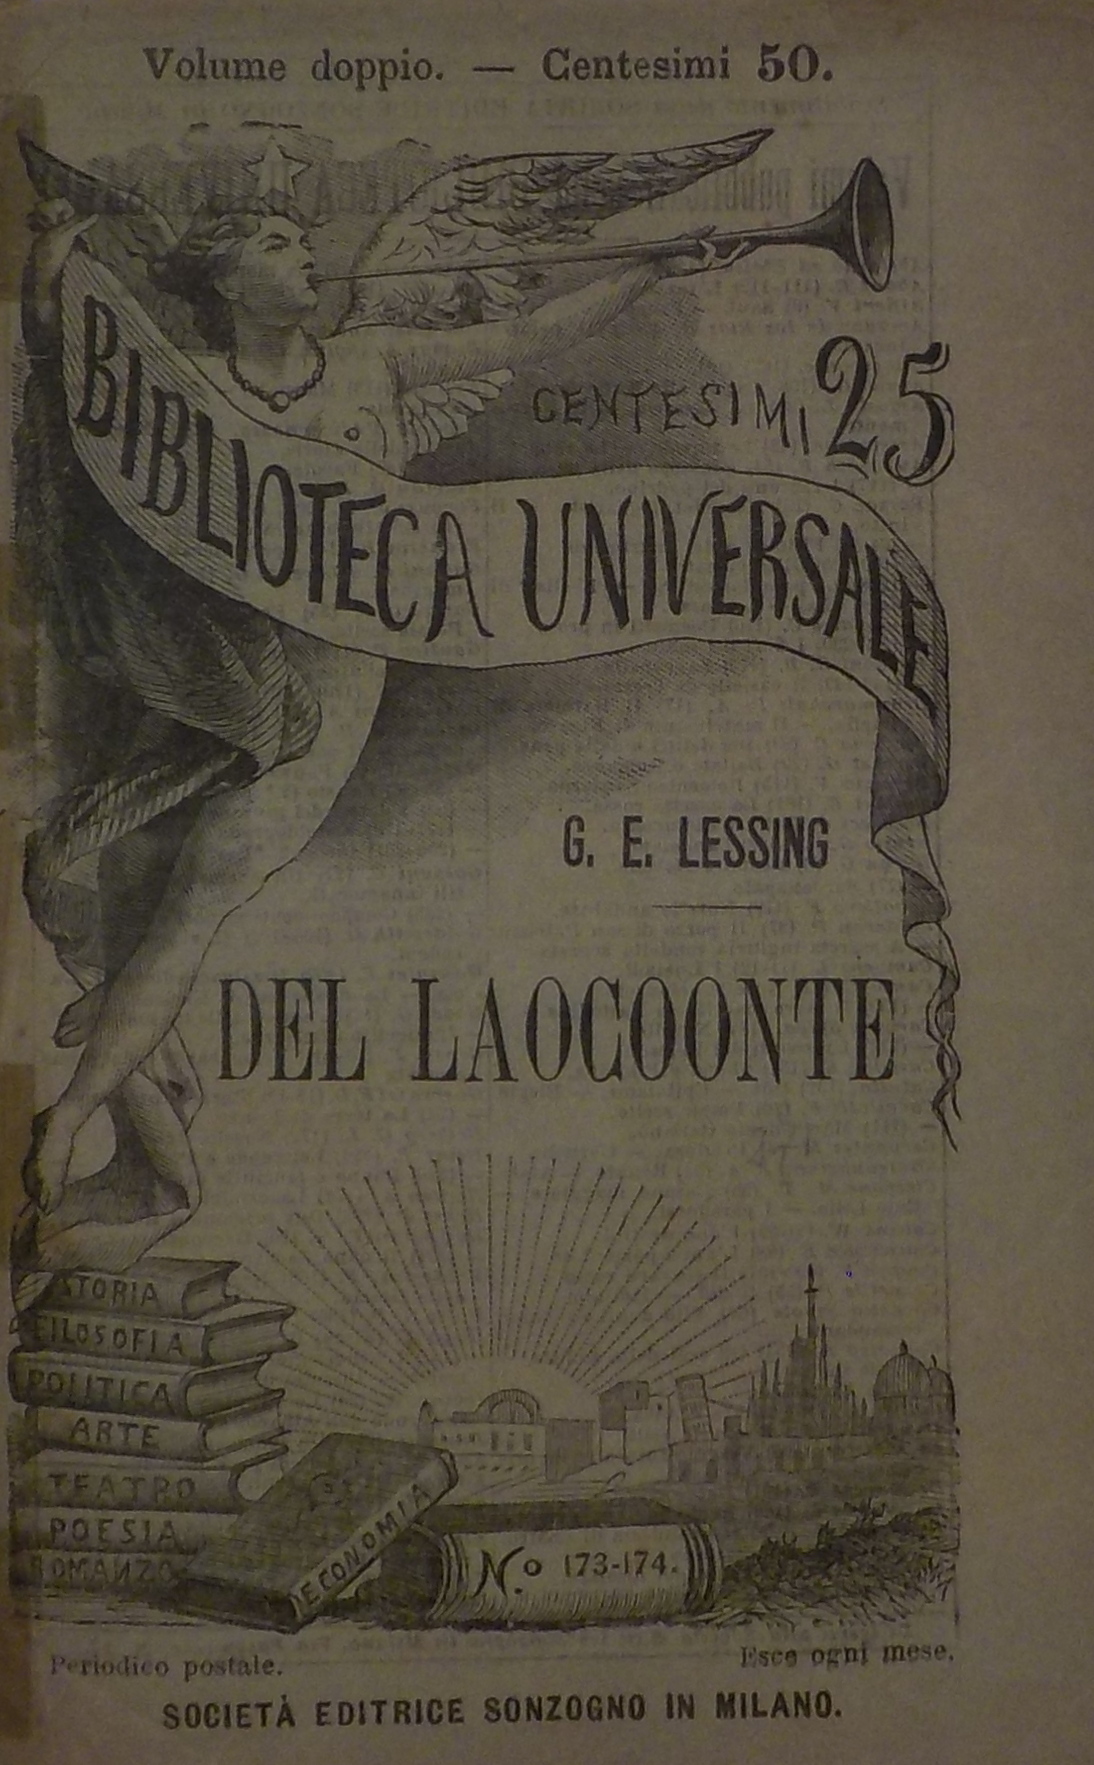 Volume doppio. — Centesimi 50.
CENTESIMI 25
BIBLIOTECA UNIVERSALE
G. E. LESSING
DEL LAOCOONTE
STORIA
FILOSOFIA
POLITICA
ARTE
TEATRO
POESIA
ROMANZO
ECONOMIA
N.o 173-174.
Periodico postale.
Esce ogni mese.
SOCIETÀ EDITRICE SONZOGNO IN MILANO.